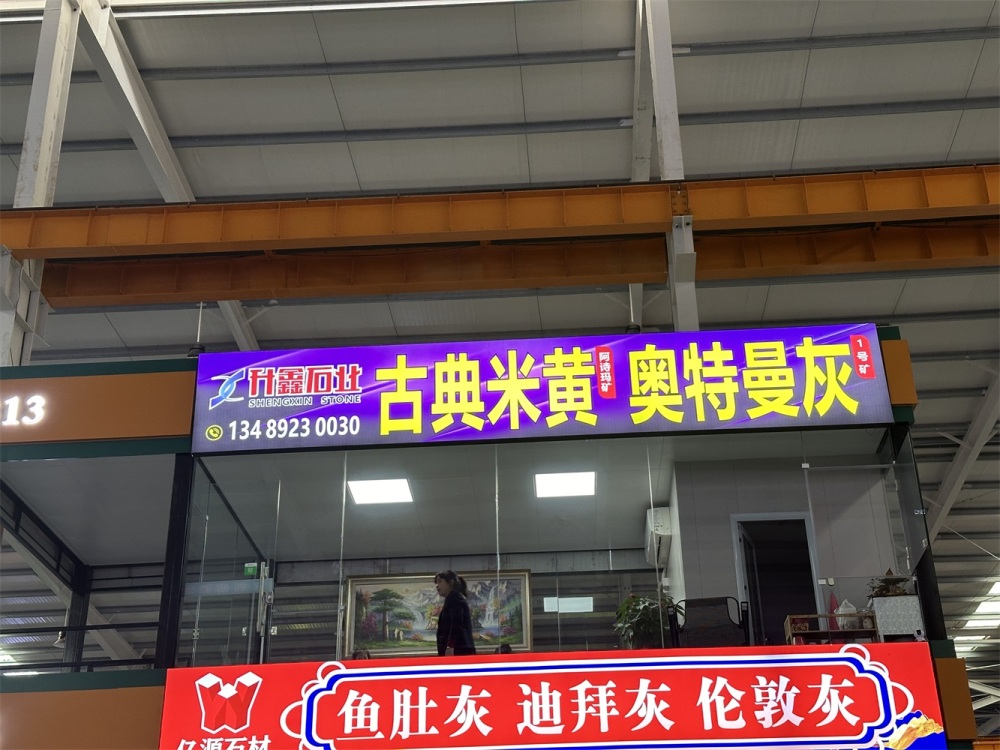 升鑫石业
SHENGXIN STONE
134 8923 0030
古典米黄
阿诗玛矿
奥特曼灰
1号矿
13
鱼肚灰 迪拜灰 伦敦灰
亿源石材